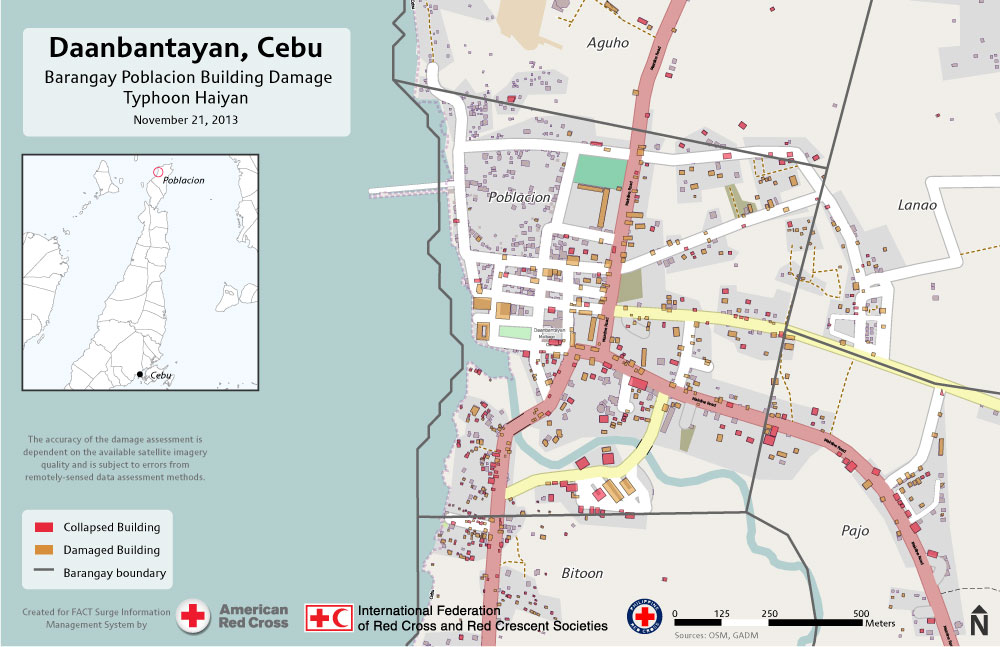 Daanbantayan, Cebu
Barangay Poblacion Building Damage
Typhoon Haiyan
November 21, 2013
Poblacion
Cebu
The accuracy of the damage assessment is
dependent on the available satellite imagery
quality and is subject to errors from
remotely-sensed data assessment methods.
Collapsed Building
Damaged Building
Barangay boundary
Created for FACT Surge Information
Management System by
American
Red Cross
International Federation
of Red Cross and Red Crescent Societies
0 125 250 500
Meters
Sources: OSM, GADM
N
Aguho
Poblacion
Lanao
Daanbantayan
Pajo
Bitoon